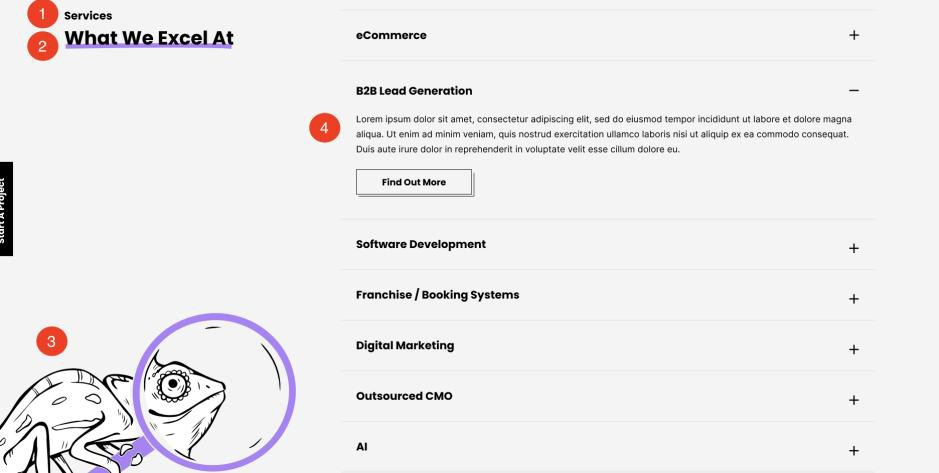 1
Services
2
What We Excel At
eCommerce
B2B Lead Generation
4
Lorem ipsum dolor sit amet, consectetur adipiscing elit, sed do eiusmod tempor incididunt ut labore et dolore magna
aliqua. Ut enim ad minim veniam, quis nostrud exercitation ullamco laboris nisi ut aliquip ex ea commodo consequat.
Duis aute irure dolor in reprehenderit in voluptate velit esse cillum dolore eu.
Find Out More
Start A Project
Software Development
Franchise / Booking Systems
3
Digital Marketing
Outsourced CMO
AI